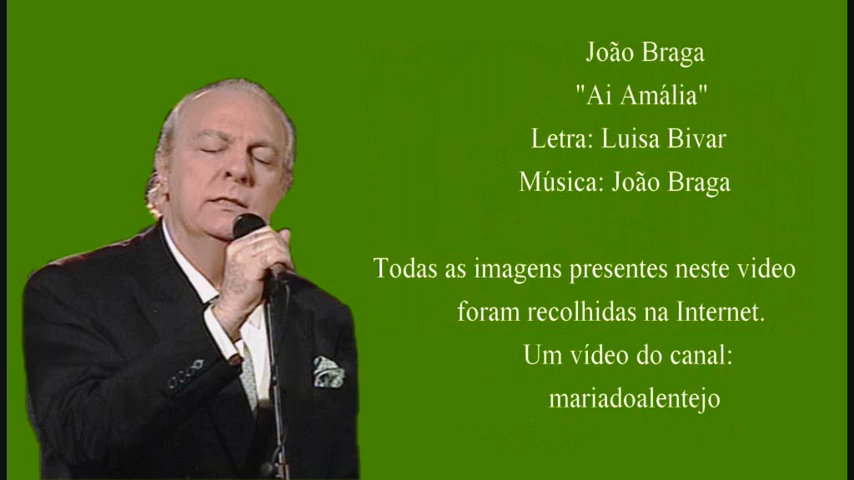 João Braga
"Ai Amália"
Letra: Luisa Bivar
Música: João Braga
Todas as imagens presentes neste video
foram recolhidas na Internet.
Um vídeo do canal:
mariadoalentejo